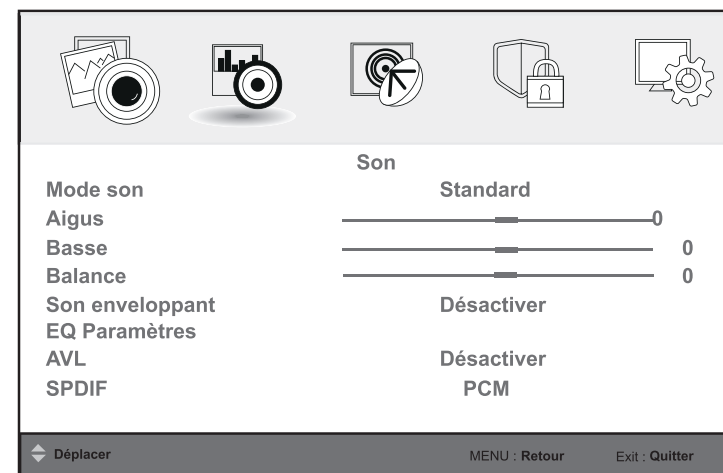 Son
Mode son Standard
Aigus 0
Basse 0
Balance 0
Son enveloppant Désactiver
EQ Paramètres
AVL Désactiver
SPDIF PCM
Déplacer MENU : Retour Exit : Quitter